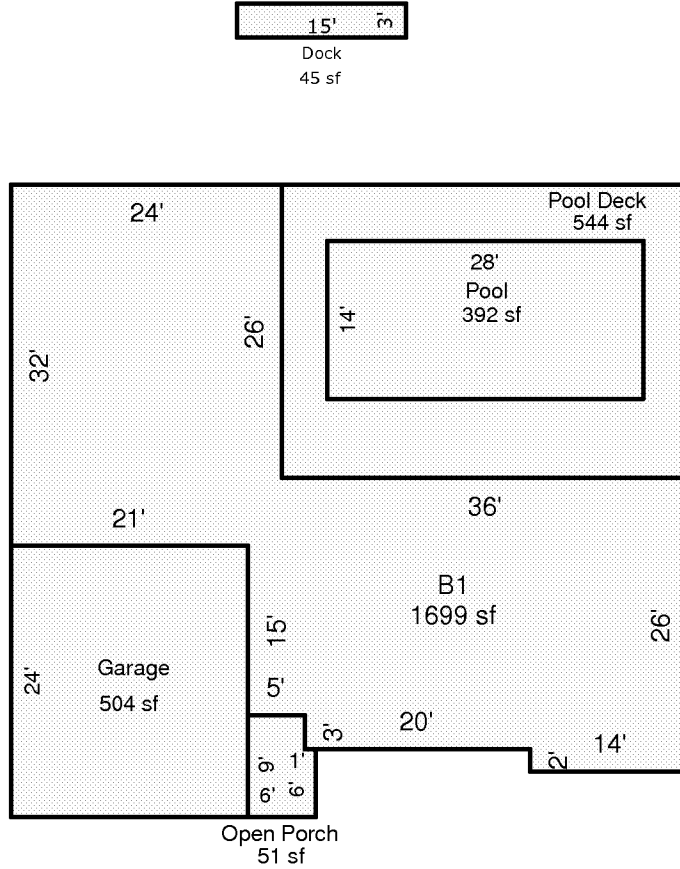 15'
3'
Dock
45 sf
24'
Pool Deck
544 sf
28'
Pool
392 sf
14'
26'
32'
21'
36'
B1
1699 sf
15'
26'
Garage
504 sf
24'
5'
20'
3'
14'
2'
9'
1'
6'
6'
Open Porch
51 sf